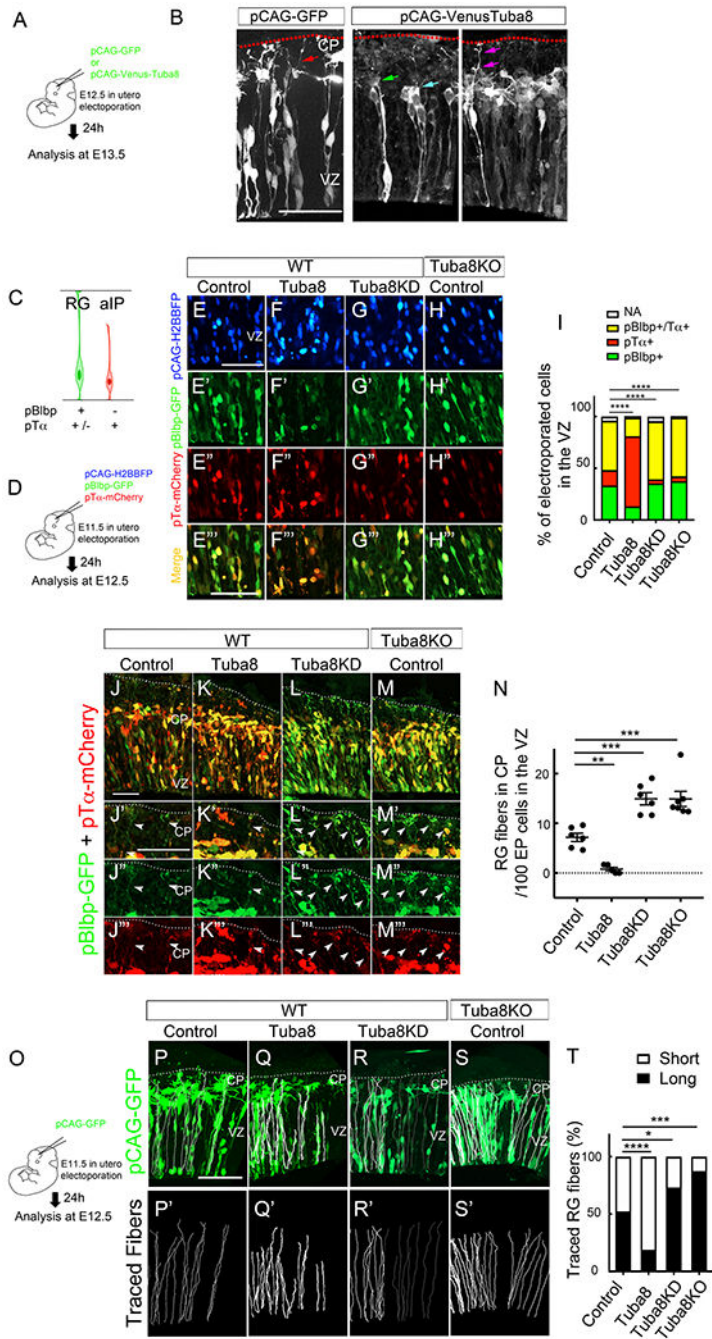 A
pCAG-GFP
or
pCAG-Venus-Tuba8
E12.5 in utero
electoporation
24h
Analysis at E13.5
B
pCAG-GFP
pCAG-VenusTuba8
CP
VZ
C
RG aIP
pBlbp + -
pTα +/- +
D
pCAG-H2BBFP
pBlbp-GFP
pTα-mCherry
E11.5 in utero
electoporation
24h
Analysis at E12.5
WT
Tuba8KO
Control Tuba8 Tuba8KD Control
pCAG-H2BBFP
E F G H
VZ
pBlbp-GFP
E' F' G' H'
pTα-mCherry
E" F" G" H"
Merge
E"' F"' G"' H"'
I
NA
pBlbp+/Tα+
pTα+
pBlbp+
****
****
****
% of electroporated cells
in the VZ
100
50
0
Control
Tuba8
Tuba8KD
Tuba8KO
WT
Tuba8KO
Control Tuba8 Tuba8KD Control
pBlbp-GFP + pTα-mCherry
J K L M
CP
VZ
J' K' L' M'
CP
J" K" L" M"
J"' K"' L"' M"'
CP
N
***
***
**
RG fibers in CP
/100 EP cells in the VZ
20
10
0
Control
Tuba8
Tuba8KD
Tuba8KO
O
pCAG-GFP
E11.5 in utero
electoporation
24h
Analysis at E12.5
WT
Tuba8KO
Control Tuba8 Tuba8KD Control
pCAG-GFP
P Q R S
CP CP CP
VZ VZ VZ
Traced Fibers
P' Q' R' S'
T
Short
Long
***
*
****
Traced RG fibers (%)
100
50
0
Control
Tuba8
Tuba8KD
Tuba8KO